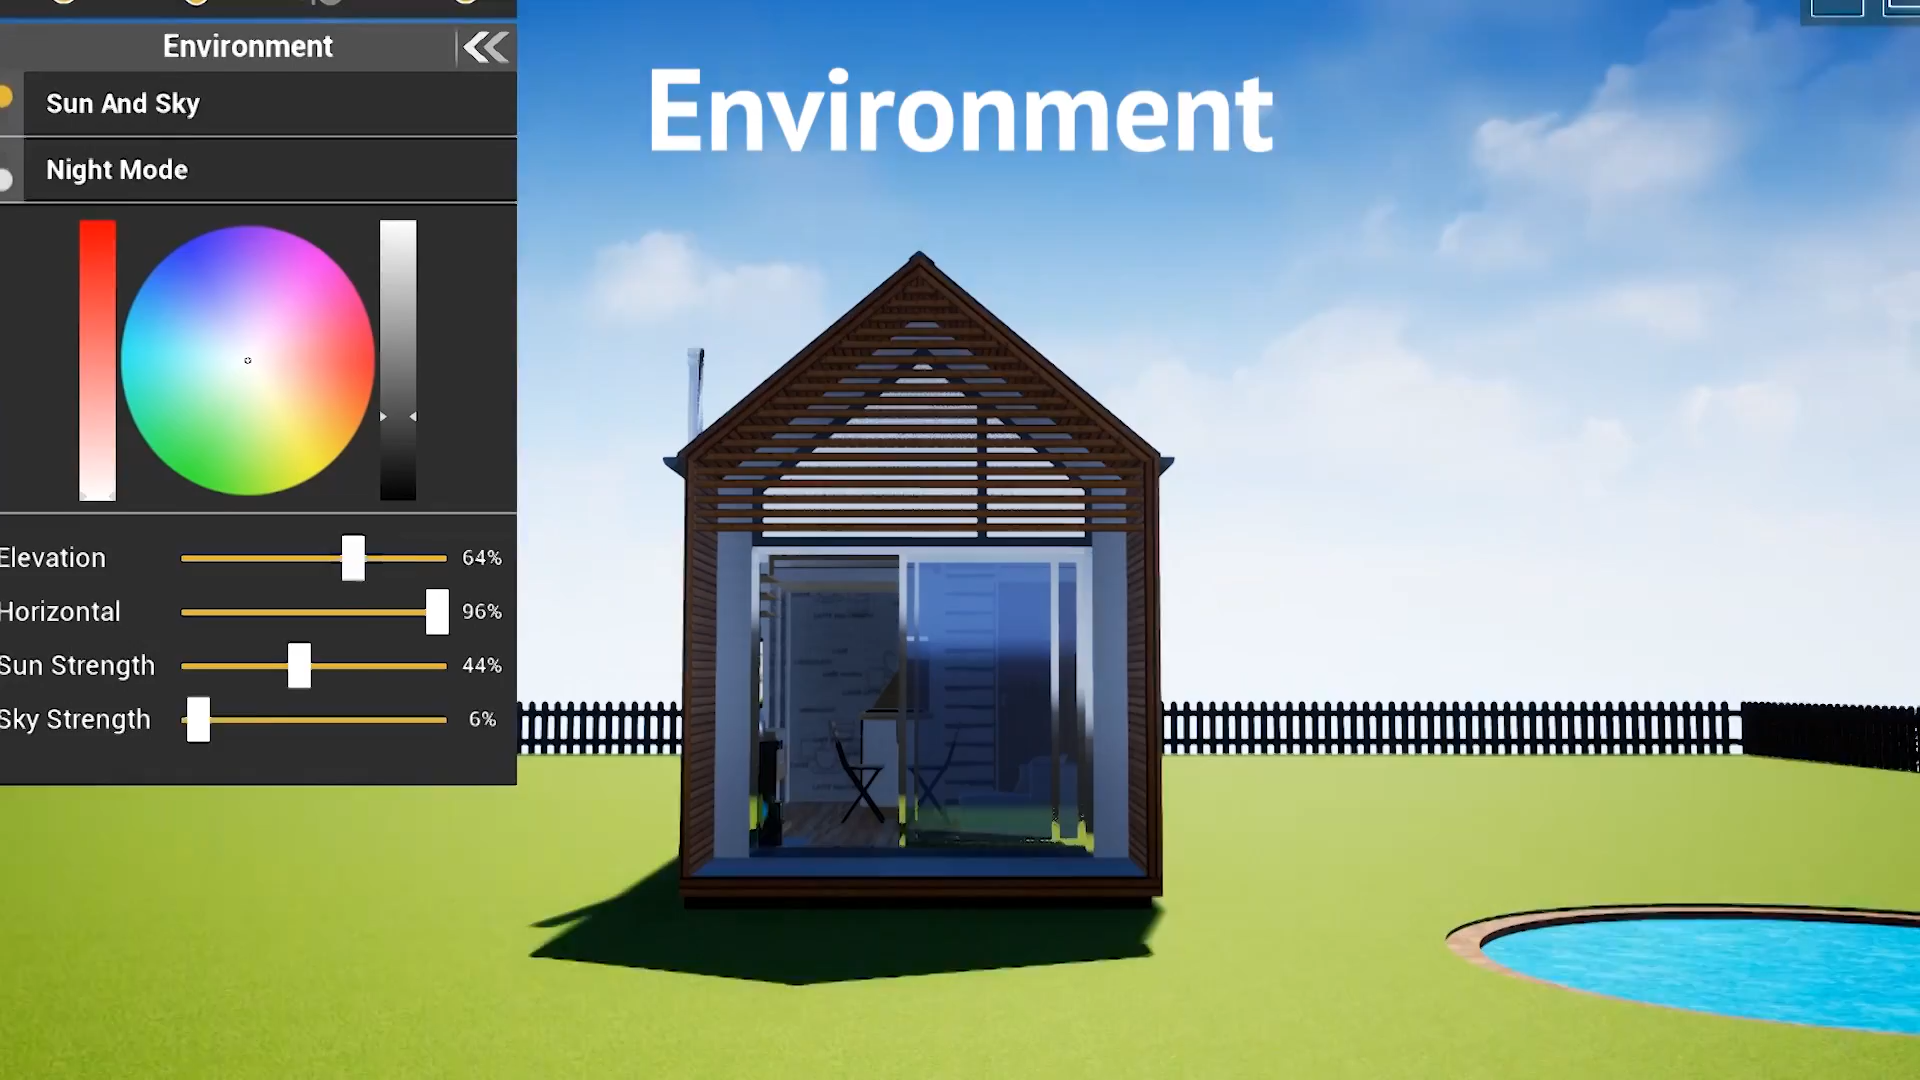 Environment
Environment
Sun And Sky
Night Mode
Elevation 64%
Horizontal 96%
Sun Strength 44%
Sky Strength 6%